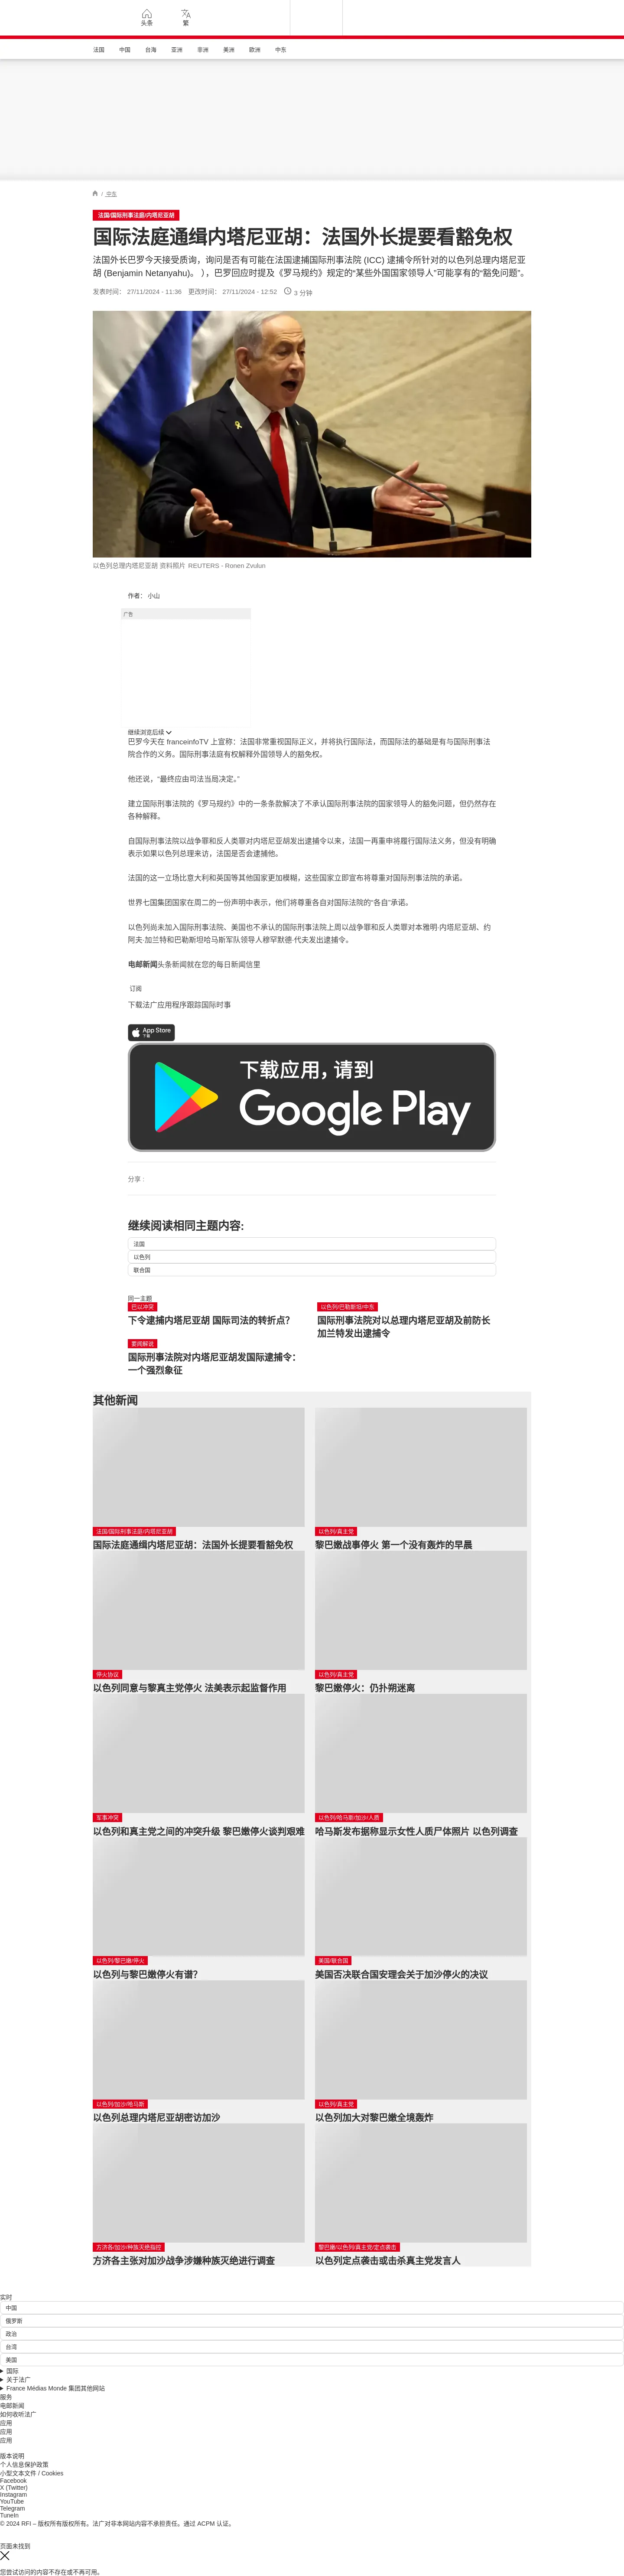 头条
繁
法国 中国 台海 亚洲 非洲 美洲 欧洲 中东
/ 中东
法国/国际刑事法庭/内塔尼亚胡
国际法庭通缉内塔尼亚胡：法国外长提要看豁免权
法国外长巴罗今天接受质询，询问是否有可能在法国逮捕国际刑事法院 (ICC) 逮捕令所针对的以色列总理内塔尼亚
胡 (Benjamin Netanyahu)。 )，巴罗回应时提及《罗马规约》规定的“某些外国国家领导人”可能享有的“豁免问题”。
发表时间： 27/11/2024 - 11:36 更改时间： 27/11/2024 - 12:52 3 分钟
以色列总理内塔尼亚胡 资料照片 REUTERS - Ronen Zvulun
作者： 小山
广告
继续浏览后续
巴罗今天在 franceinfoTV 上宣称：法国非常重视国际正义，并将执行国际法，而国际法的基础是有与国际刑事法
院合作的义务。国际刑事法庭有权解释外国领导人的豁免权。
他还说，“最终应由司法当局决定。”
建立国际刑事法院的《罗马规约》中的一条条款解决了不承认国际刑事法院的国家领导人的豁免问题，但仍然存在
各种解释。
自国际刑事法院以战争罪和反人类罪对内塔尼亚胡发出逮捕令以来，法国一再重申将履行国际法义务，但没有明确
表示如果以色列总理来访，法国是否会逮捕他。
法国的这一立场比意大利和英国等其他国家更加模糊，这些国家立即宣布将尊重对国际刑事法院的承诺。
世界七国集团国家在周二的一份声明中表示，他们将尊重各自对国际法院的“各自”承诺。
以色列尚未加入国际刑事法院、美国也不承认的国际刑事法院上周以战争罪和反人类罪对本雅明·内塔尼亚胡、约
阿夫·加兰特和巴勒斯坦哈马斯军队领导人穆罕默德·代夫发出逮捕令。
电邮新闻头条新闻就在您的每日新闻信里
订阅
下载法广应用程序跟踪国际时事
App Store
下载
下载应用，请到
Google Play
分享 :
继续阅读相同主题内容:
法国
以色列
联合国
同一主题
巴以冲突
下令逮捕内塔尼亚胡 国际司法的转折点？
以色列/巴勒斯坦/中东
国际刑事法院对以总理内塔尼亚胡及前防长
加兰特发出逮捕令
要闻解说
国际刑事法院对内塔尼亚胡发国际逮捕令：
一个强烈象征
其他新闻
法国/国际刑事法庭/内塔尼亚胡
国际法庭通缉内塔尼亚胡：法国外长提要看豁免权
以色列/真主党
黎巴嫩战事停火 第一个没有轰炸的早晨
停火协议
以色列同意与黎真主党停火 法美表示起监督作用
以色列/真主党
黎巴嫩停火：仍扑朔迷离
军事冲突
以色列和真主党之间的冲突升级 黎巴嫩停火谈判艰难
以色列/哈马斯/加沙/人质
哈马斯发布据称显示女性人质尸体照片 以色列调查
以色列/黎巴嫩/停火
以色列与黎巴嫩停火有谱？
美国/联合国
美国否决联合国安理会关于加沙停火的决议
以色列/加沙/哈马斯
以色列总理内塔尼亚胡密访加沙
以色列/真主党
以色列加大对黎巴嫩全境轰炸
方济各/加沙/种族灭绝指控
方济各主张对加沙战争涉嫌种族灭绝进行调查
黎巴嫩/以色列/真主党/定点袭击
以色列定点袭击或击杀真主党发言人
实时
中国
俄罗斯
政治
台湾
美国
国际
关于法广
France Médias Monde 集团其他网站
服务
电邮新闻
如何收听法广
应用
应用
应用
版本说明
个人信息保护政策
小型文本文件 / Cookies
Facebook
X (Twitter)
Instagram
YouTube
Telegram
TuneIn
© 2024 RFI – 版权所有版权所有。法广对非本网站内容不承担责任。通过 ACPM 认证。
页面未找到
您尝试访问的内容不存在或不再可用。